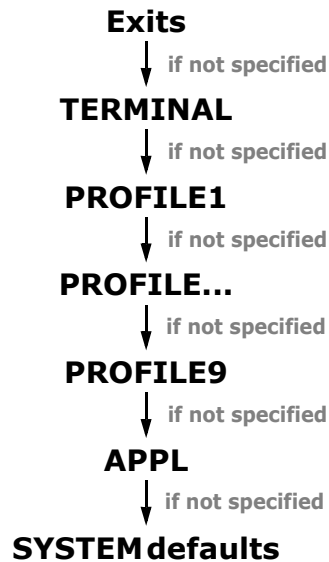 Exits
if not specified
TERMINAL
if not specified
PROFILE1
if not specified
PROFILE...
if not specified
PROFILE9
if not specified
APPL
if not specified
SYSTEM defaults